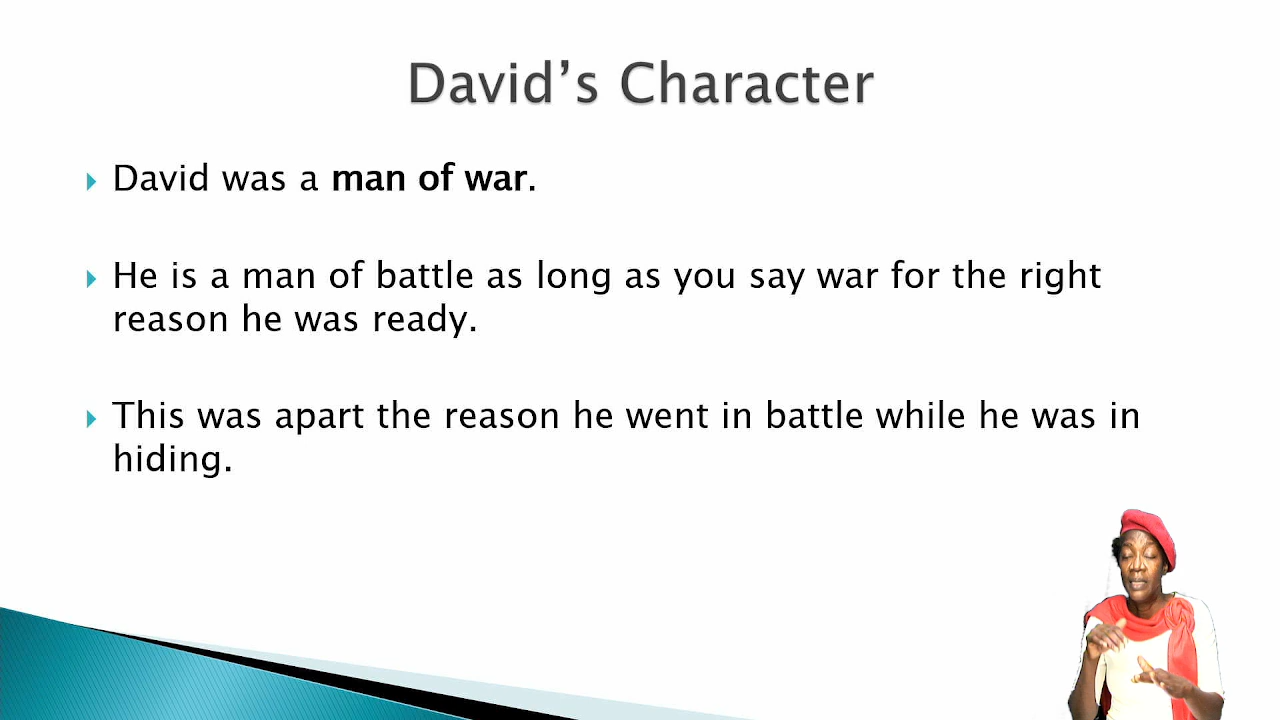 David’s Character
David was a man of war.
He is a man of battle as long as you say war for the right
reason he was ready.
This was apart the reason he went in battle while he was in
hiding.